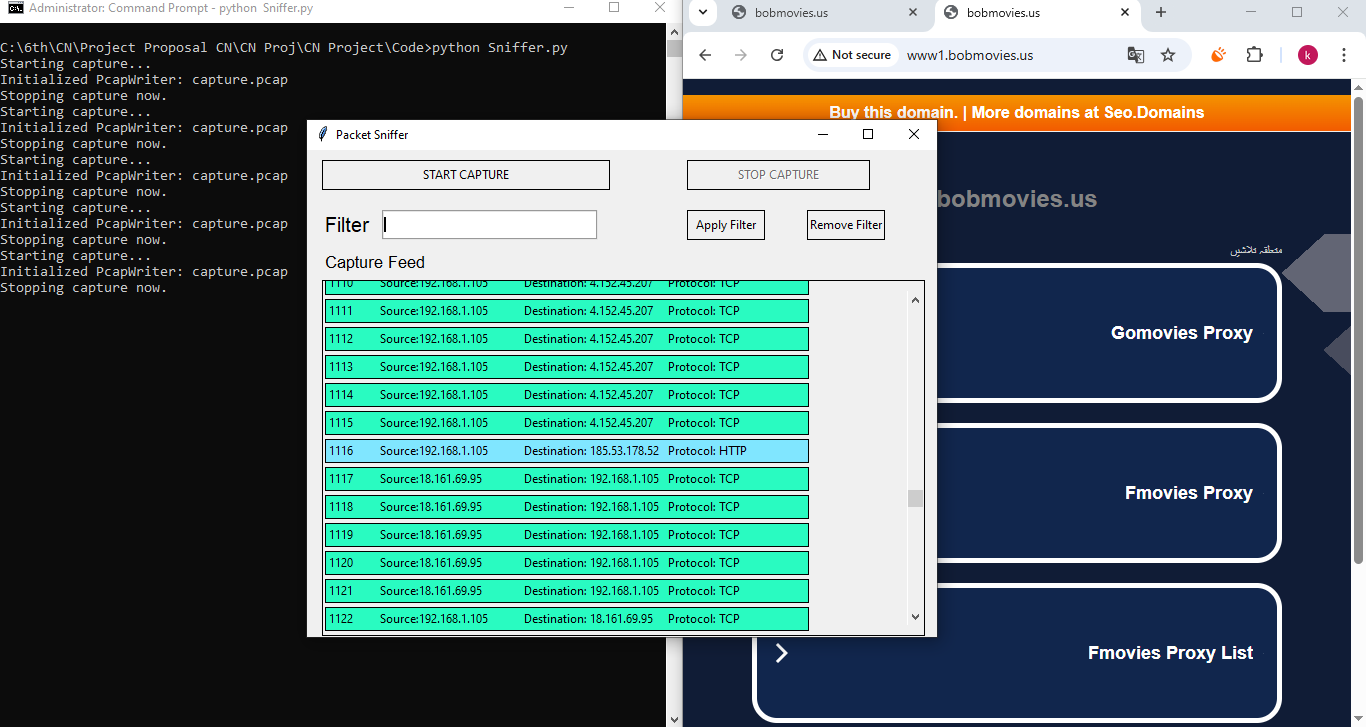 Administrator: Command Prompt - python  Sniffer.py
C:\6th\CN\Project Proposal CN\CN Proj\CN Project\Code>python Sniffer.py
Starting capture...
Initialized PcapWriter: capture.pcap
Stopping capture now.
Starting capture...
Initialized PcapWriter: capture.pcap
Stopping capture now.
Starting capture...
Initialized PcapWriter: capture.pcap
Stopping capture now.
Starting capture...
Initialized PcapWriter: capture.pcap
Stopping capture now.
Starting capture...
Initialized PcapWriter: capture.pcap
Stopping capture now.
Packet Sniffer
START CAPTURE STOP CAPTURE
Filter Apply Filter Remove Filter
Capture Feed
1110 Source:192.168.1.105 Destination: 4.152.45.207 Protocol: TCP
1111 Source:192.168.1.105 Destination: 4.152.45.207 Protocol: TCP
1112 Source:192.168.1.105 Destination: 4.152.45.207 Protocol: TCP
1113 Source:192.168.1.105 Destination: 4.152.45.207 Protocol: TCP
1114 Source:192.168.1.105 Destination: 4.152.45.207 Protocol: TCP
1115 Source:192.168.1.105 Destination: 4.152.45.207 Protocol: TCP
1116 Source:192.168.1.105 Destination: 185.53.178.52 Protocol: HTTP
1117 Source:18.161.69.95 Destination: 192.168.1.105 Protocol: TCP
1118 Source:18.161.69.95 Destination: 192.168.1.105 Protocol: TCP
1119 Source:18.161.69.95 Destination: 192.168.1.105 Protocol: TCP
1120 Source:18.161.69.95 Destination: 192.168.1.105 Protocol: TCP
1121 Source:18.161.69.95 Destination: 192.168.1.105 Protocol: TCP
1122 Source:192.168.1.105 Destination: 18.161.69.95 Protocol: TCP
bobmovies.us bobmovies.us
Not secure www1.bobmovies.us k
Buy this domain. | More domains at Seo.Domains
bobmovies.us
متعلقہ تلاشیں
Gomovies Proxy
Fmovies Proxy
Fmovies Proxy List